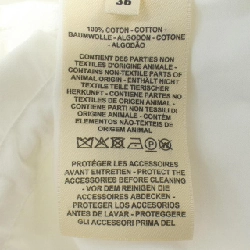 36
100% COTON - COTTON -
BAUMWOLLE - ALGODON - COTONE -
ALGODÃO
CONTIENT DES PARTIES NON
TEXTILES D'ORIGINE ANIMALE -
CONTAINS NON-TEXTILE PARTS OF
ANIMAL ORIGIN - ENTHÄLT NICHT
TEXTILE TEILE TIERISCHER
HERKUNFT - CONTIENE PARTES NO
TEXTILES DE ORIGEN ANIMAL -
CONTIENE PARTI NON TESSILI DI
ORIGINE ANIMALE - CONTÉM
ELEMENTOS NÃO TÊXTEIS DE
ORIGEM ANIMAL
PROTÉGER LES ACCESSOIRES
AVANT ENTRETIEN - PROTECT THE
ACCESSORIES BEFORE CLEANING
- VOR DEM REINIGEN DIE
ACCESSOIRES ABDECKEN -
PROTEGER LOS ACCESORIOS
ANTES DE LAVAR - PROTEGGERE
GLI ACCESSORI PRIMA DEL